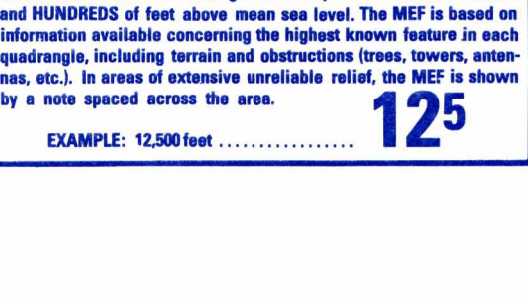 and HUNDREDS of feet above mean sea level. The MEF is based on
information available concerning the highest known feature in each
quadrangle, including terrain and obstructions (trees, towers, anten-
nas, etc.). In areas of extensive unreliable relief, the MEF is shown
by a note spaced across the area.
EXAMPLE: 12,500 feet ................. 12⁵